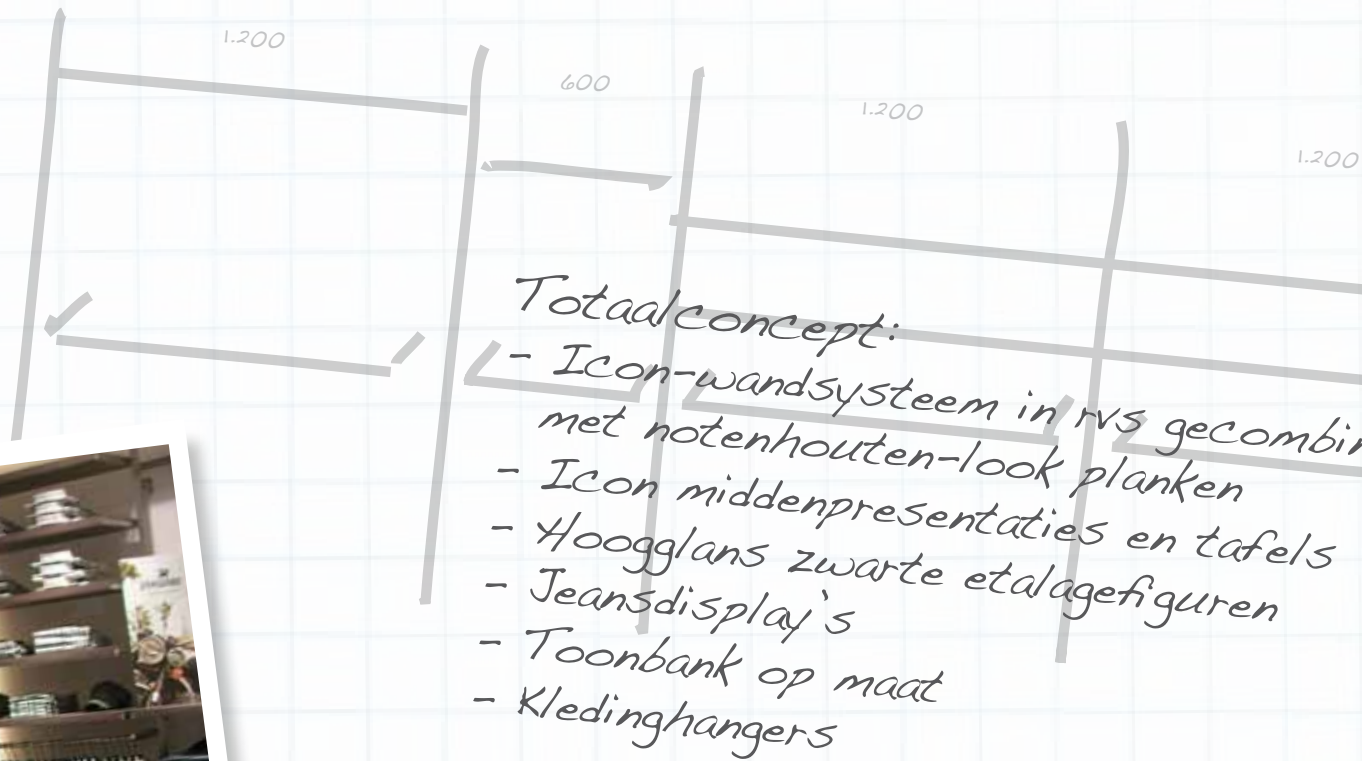 1.200
600
1.200
1.200
Totaalconcept:
- Icon-wandsysteem in rvs gecombin
met notenhouten-look planken
- Icon middenpresentaties en tafels
- Hoogglans zwarte etalagefiguren
- Jeansdisplay's
- Toonbank op maat
- Kledinghangers